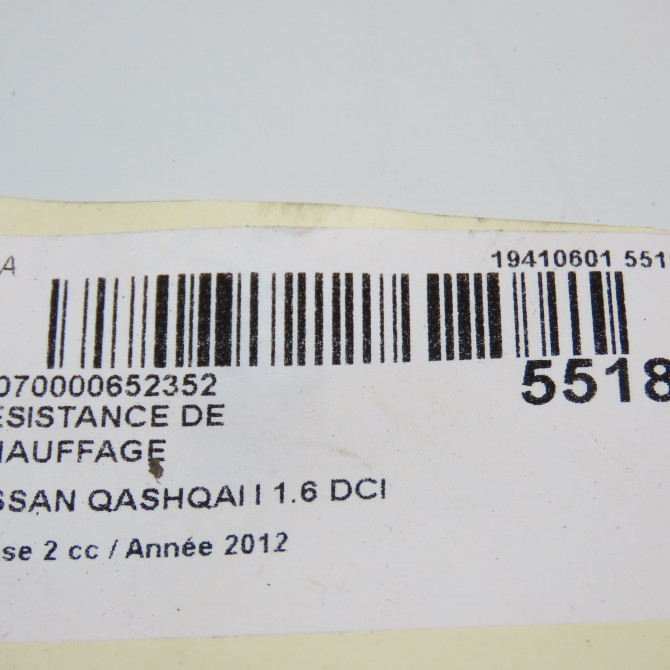 A 19410601 551
070000652352 5518
ESISTANCE DE
HAUFFAGE
SSAN QASHQAI I 1.6 DCI
se 2 cc / Année 2012